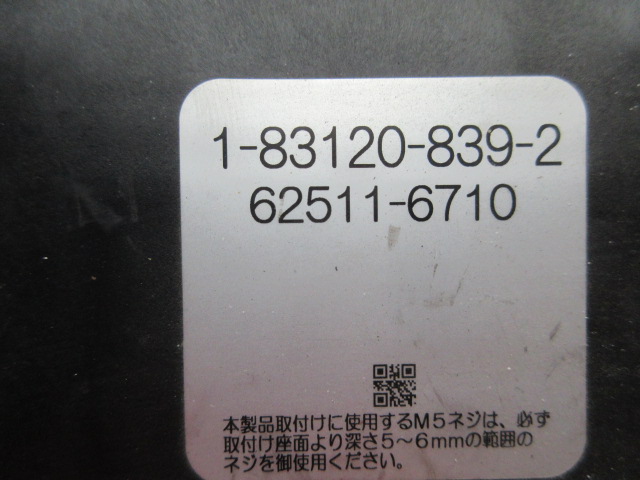 1-83120-839-2
62511-6710
本製品取付けに使用するM5ネジは、必ず
取付け座面より深さ5～6mmの範囲の
ネジを御使用ください。